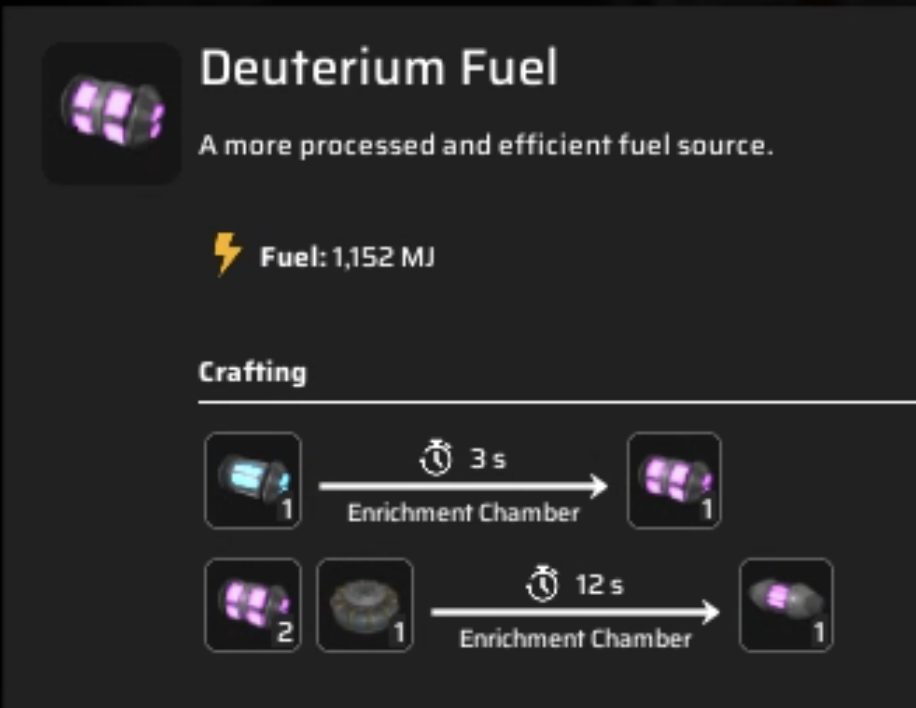 Deuterium Fuel
A more processed and efficient fuel source.
Fuel: 1,152 MJ
Crafting
3 s
1
Enrichment Chamber
1
12 s
2
1
Enrichment Chamber
1